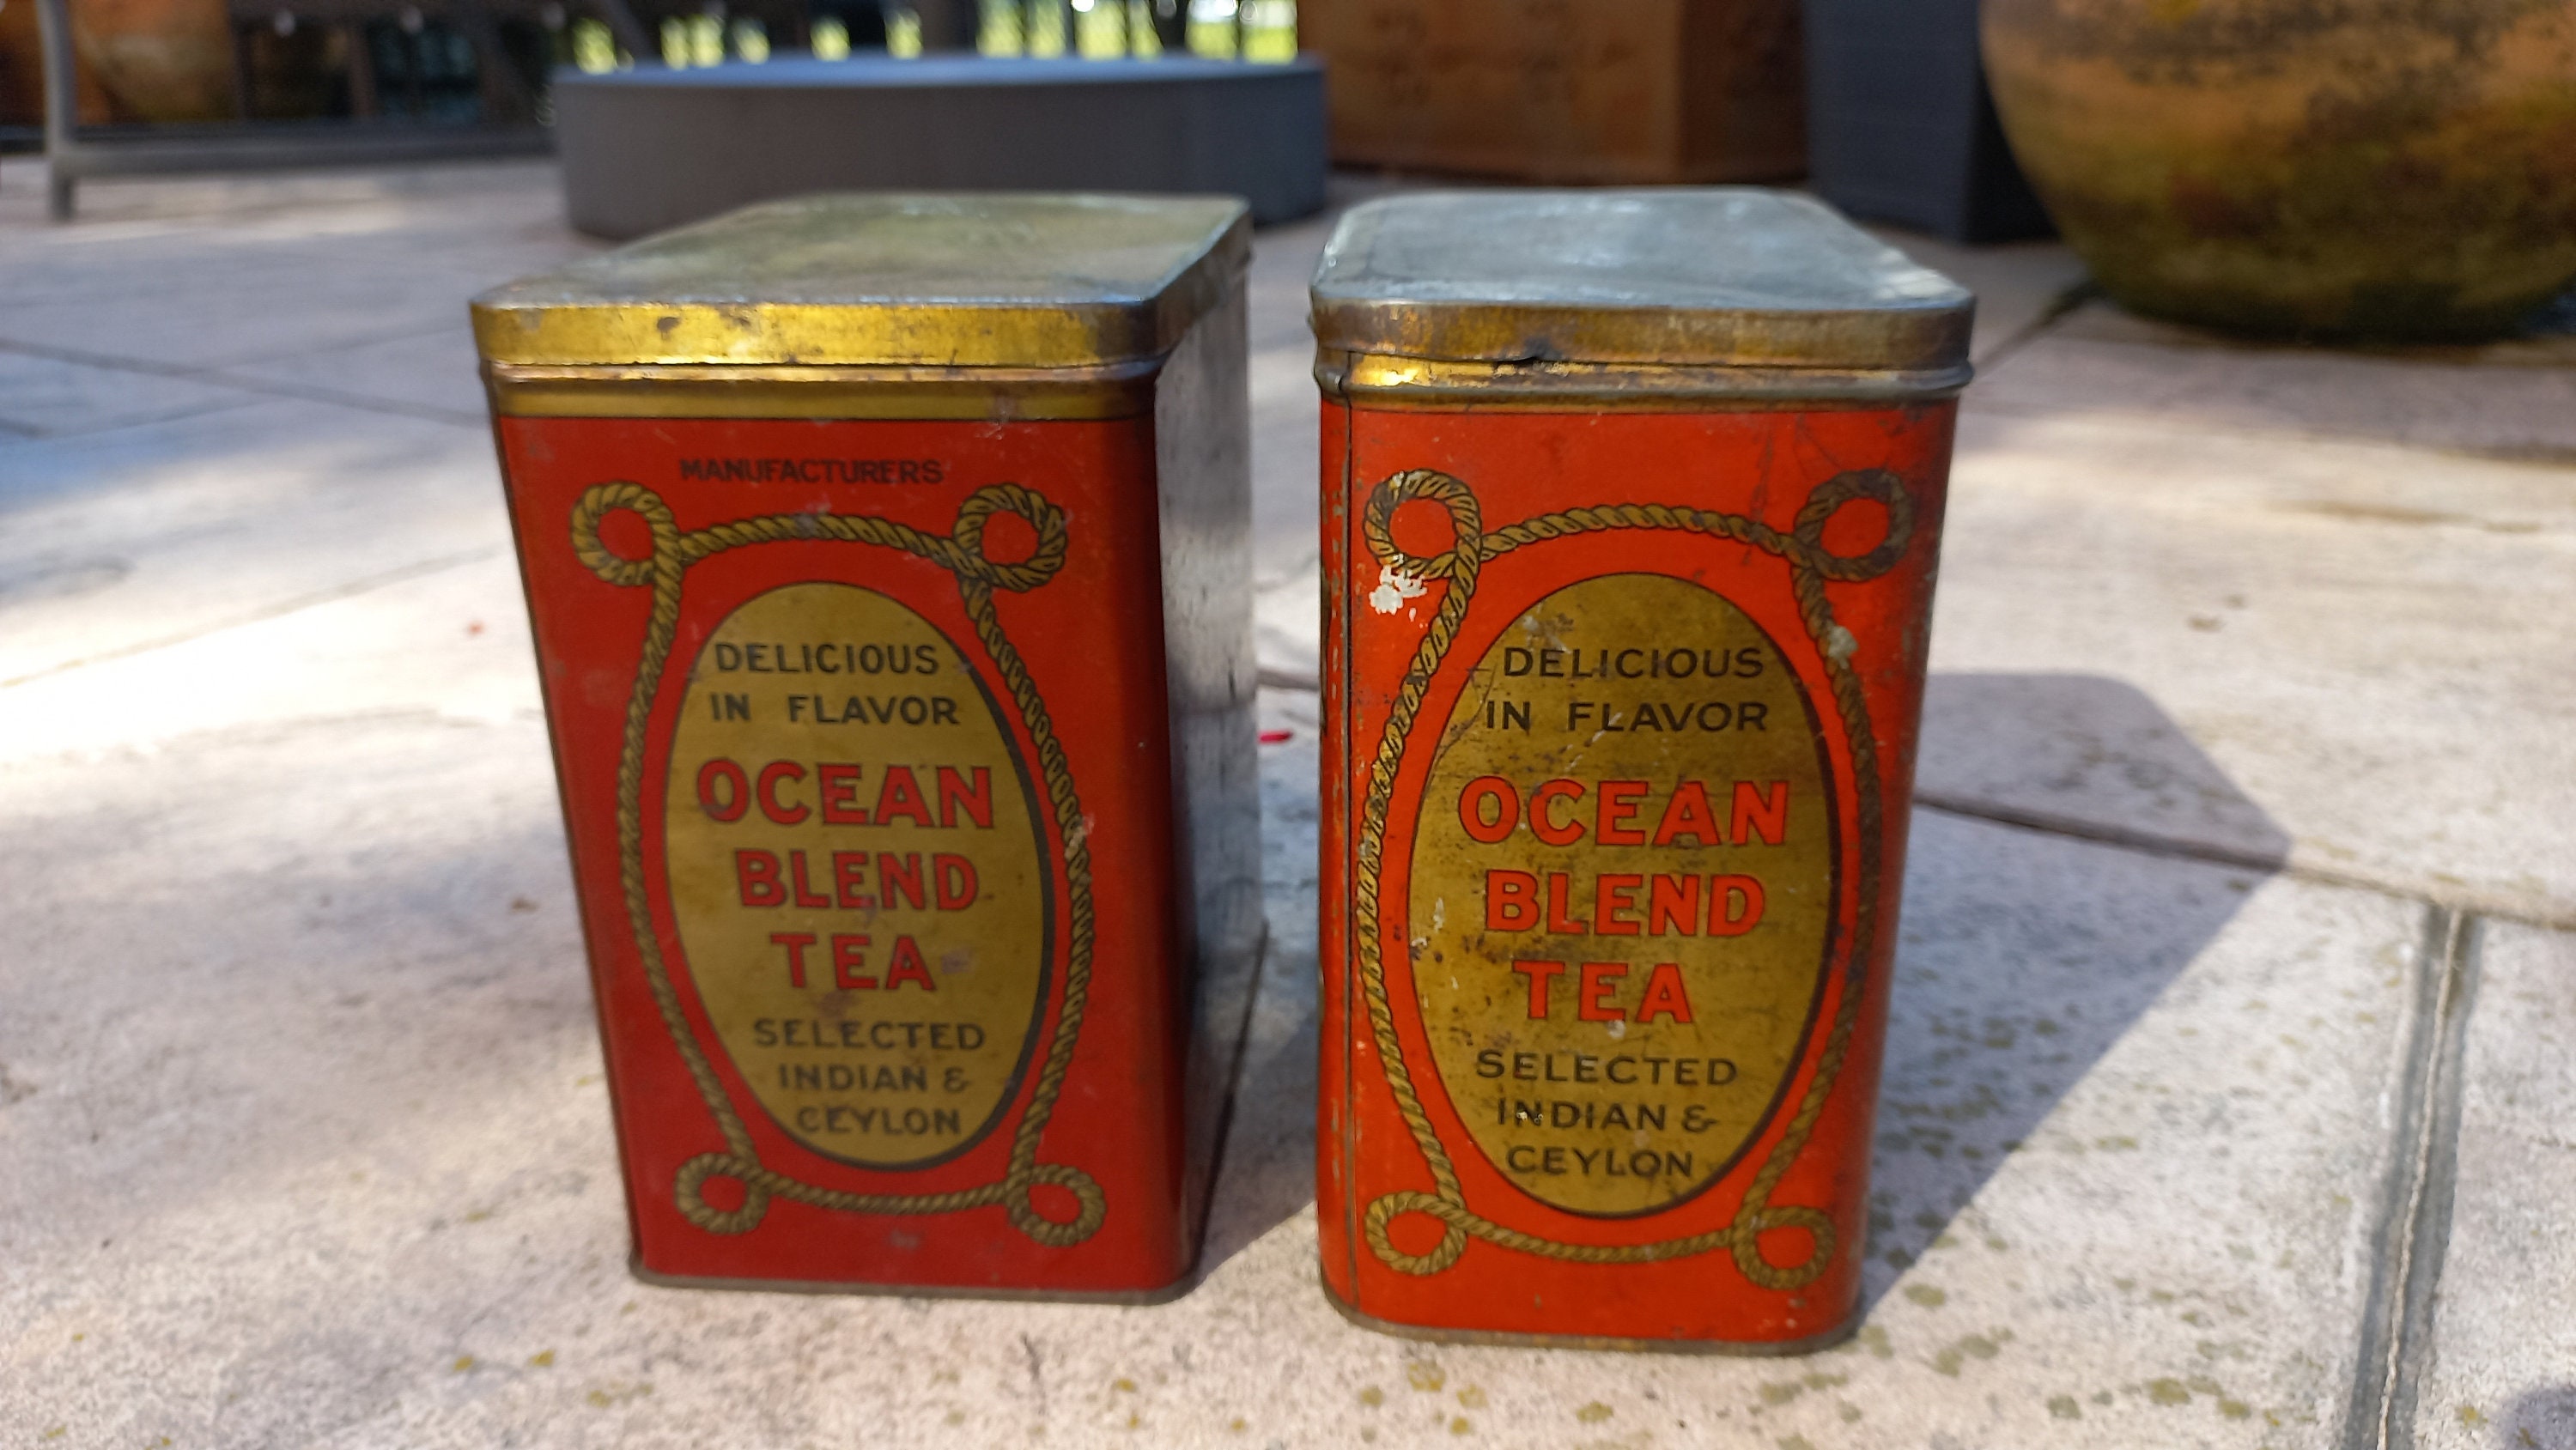 MANUFACTURERS
DELICIOUS
IN FLAVOR
OCEAN
BLEND
TEA
SELECTED
INDIAN &
CEYLON
DELICIOUS
IN FLAVOR
OCEAN
BLEND
TEA
SELECTED
INDIAN &
CEYLON